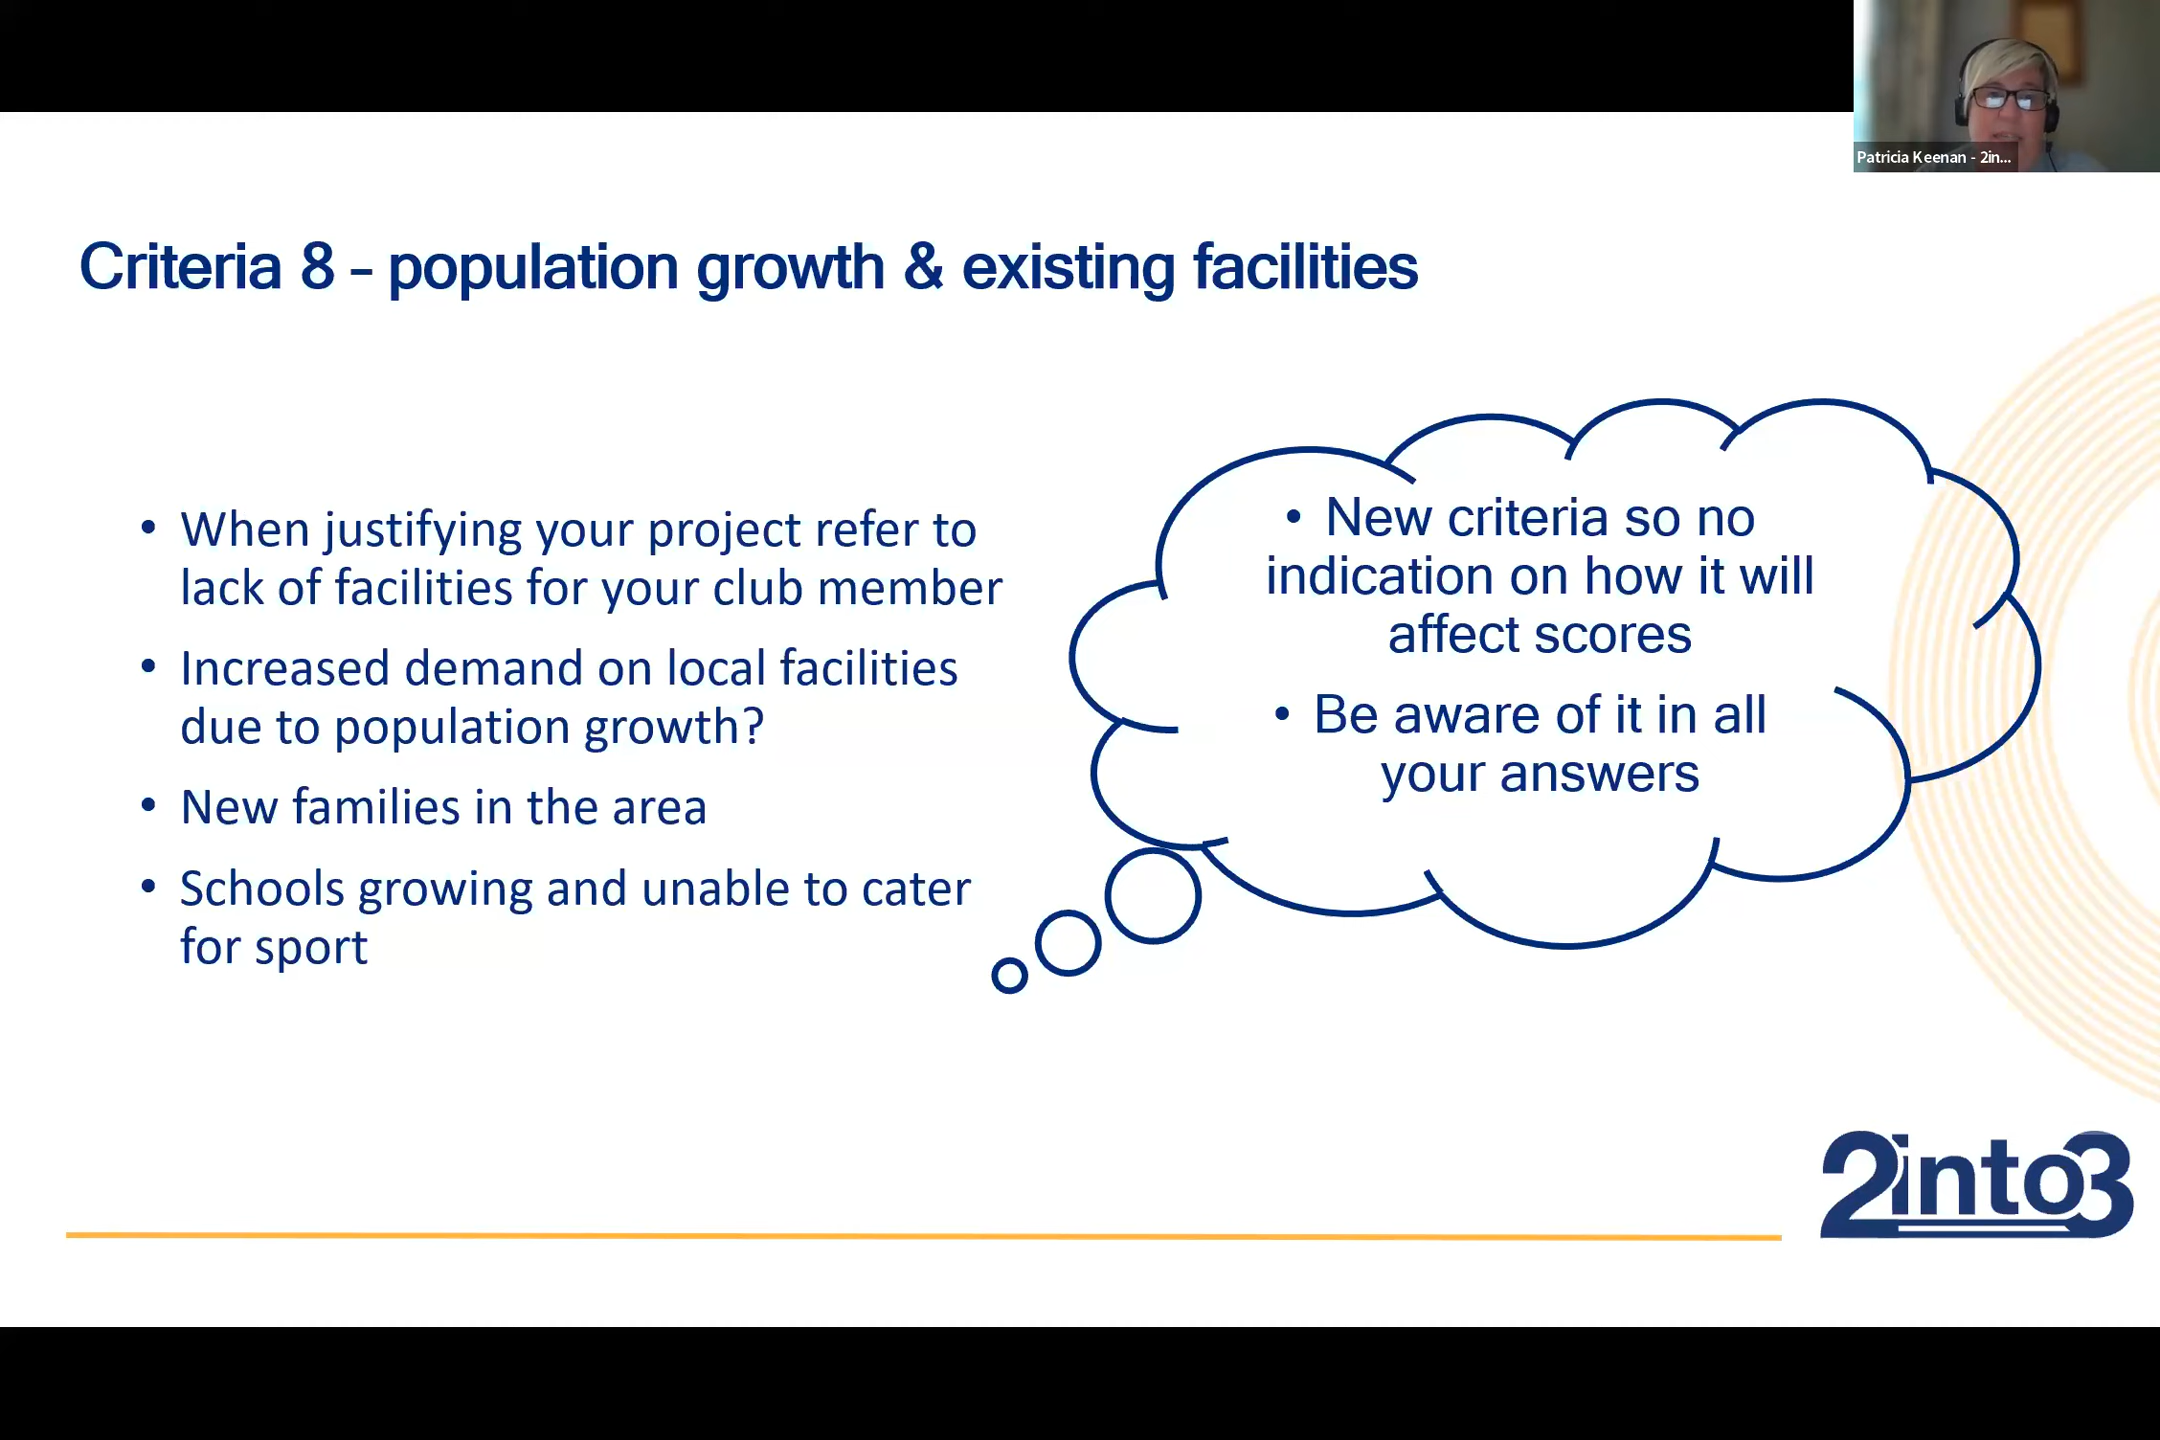 Patricia Keenan - 2in...
Criteria 8 - population growth & existing facilities
• When justifying your project refer to
lack of facilities for your club member
• Increased demand on local facilities
due to population growth?
• New families in the area
• Schools growing and unable to cater
for sport
• New criteria so no
indication on how it will
affect scores
• Be aware of it in all
your answers
2into3